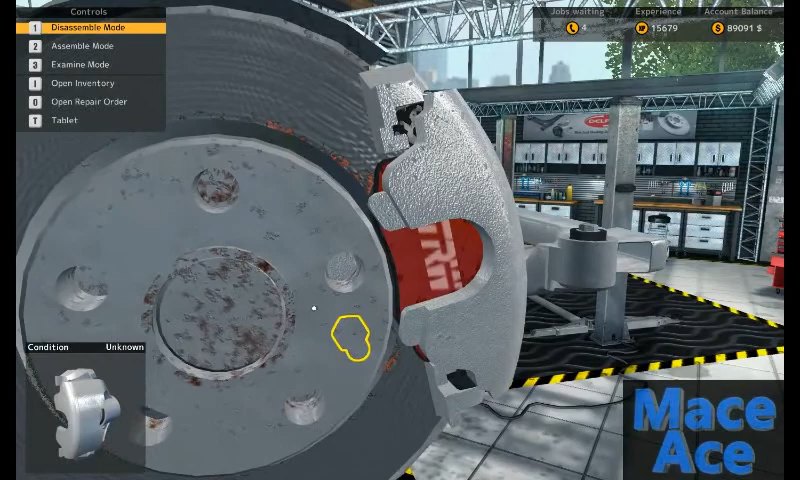 Controls
1 Disassemble Mode
2 Assemble Mode
3 Examine Mode
I Open Inventory
O Open Repair Order
T Tablet
Jobs waiting
4
Experience
15679
Account Balance
89091 $
TRW
Condition Unknown
Mace
Ace